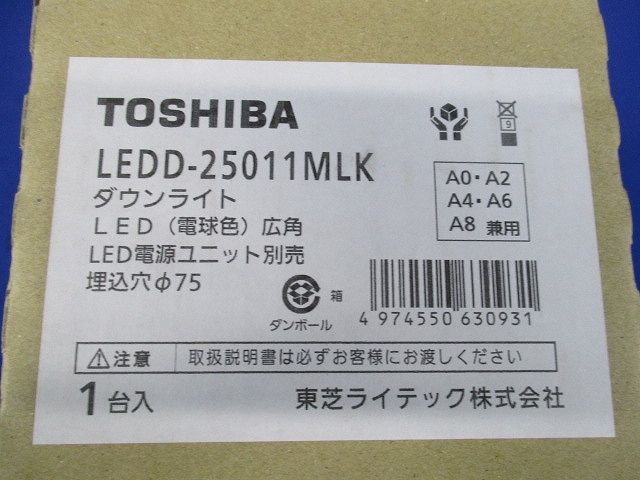 TOSHIBA
LEDD-25011MLK
ダウンライト
LED（電球色）広角
LED電源ユニット別売
埋込穴φ75
9
A0・A2
A4・A6
A8 兼用
箱
ダンボール
4 974550 630931
注意 取扱説明書は必ずお客様にお渡しください
1台入 東芝ライテック株式会社